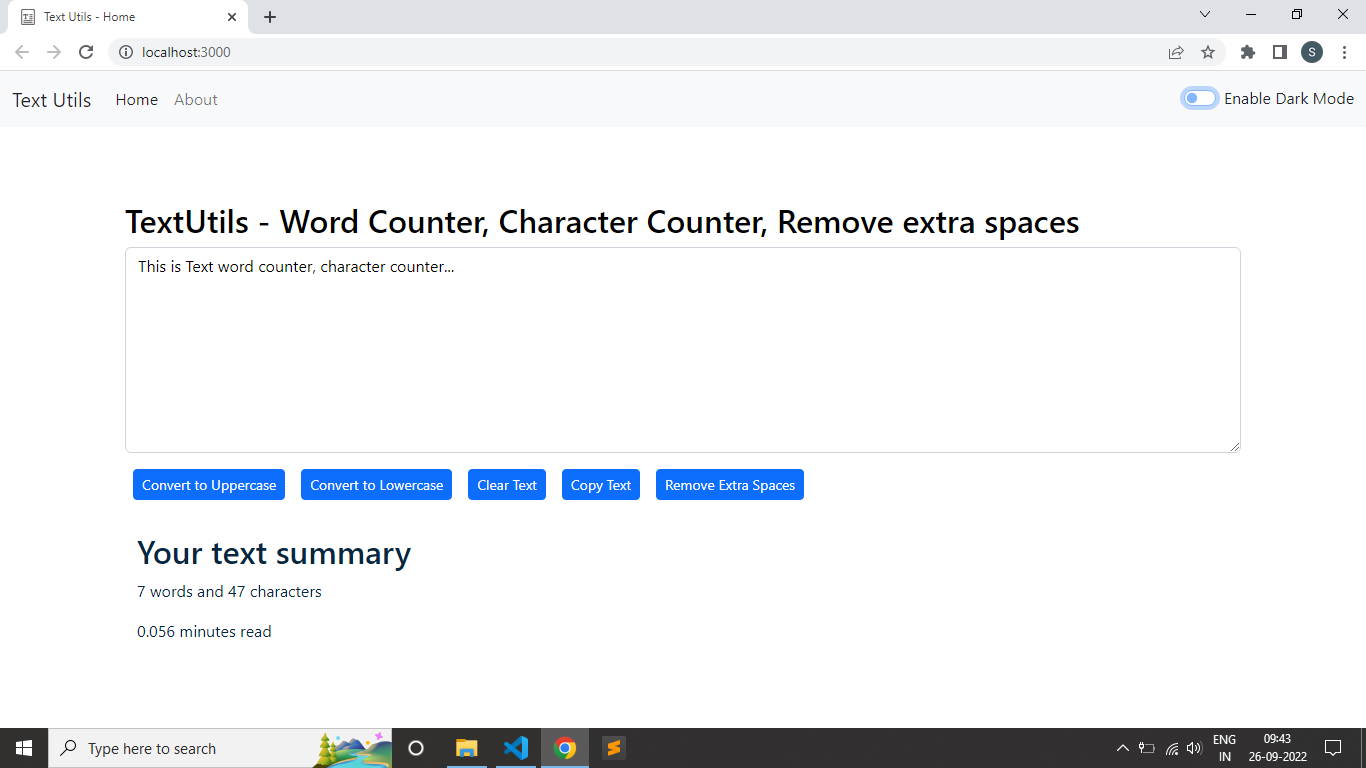 Text Utils - Home
localhost:3000
S
Text Utils Home About Enable Dark Mode
TextUtils - Word Counter, Character Counter, Remove extra spaces
This is Text word counter, character counter...
Convert to Uppercase Convert to Lowercase Clear Text Copy Text Remove Extra Spaces
Your text summary
7 words and 47 characters
0.056 minutes read
Type here to search
ENG
IN
09:43
26-09-2022